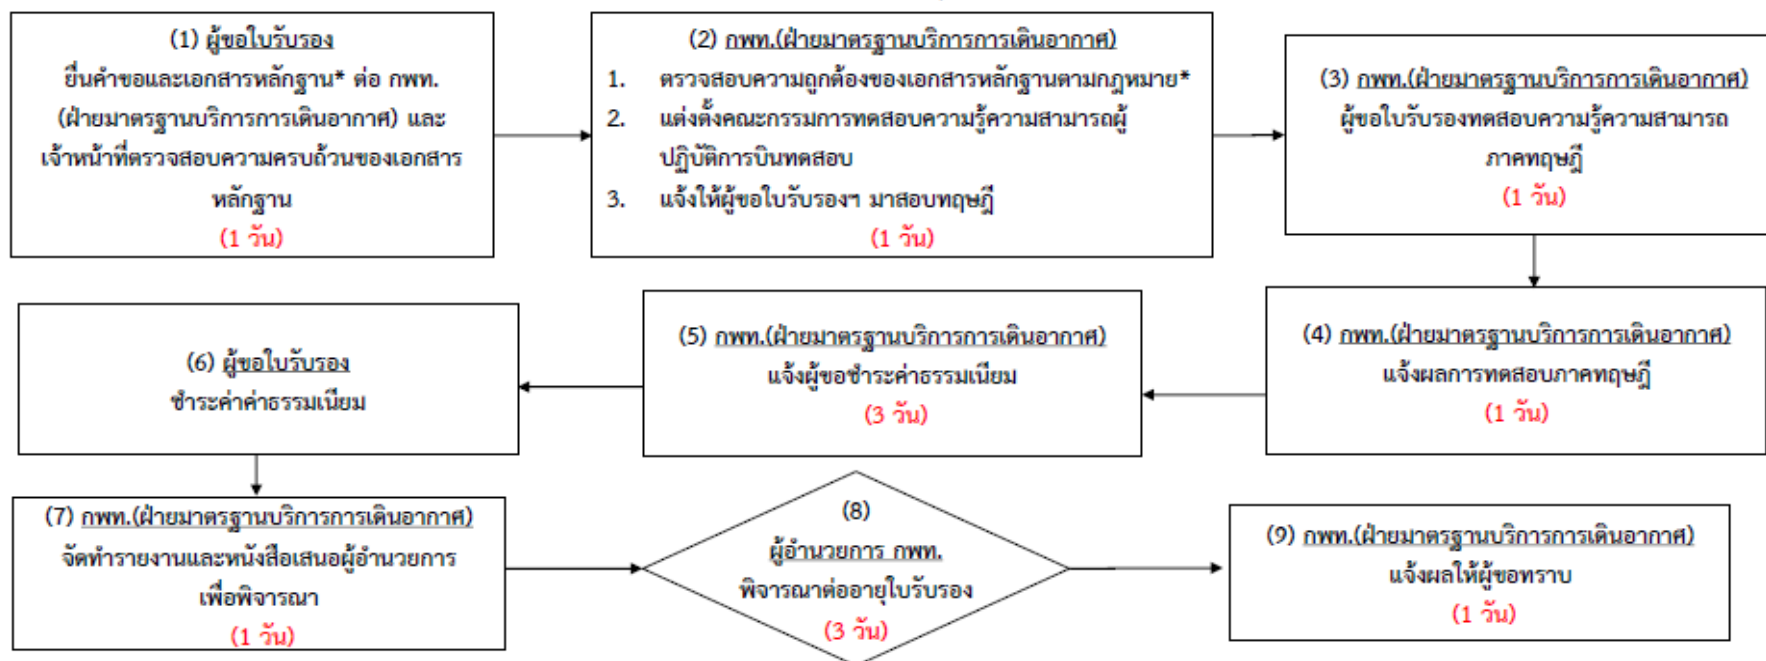 (1) ผู้ขอใบรับรอง
ยื่นคำขอและเอกสารหลักฐาน* ต่อ กพท.
(ฝ่ายมาตรฐานบริการการเดินอากาศ) และ
เจ้าหน้าที่ตรวจสอบความครบถ้วนของเอกสาร
หลักฐาน
(1 วัน)
(2) กพท.(ฝ่ายมาตรฐานบริการการเดินอากาศ)
1. ตรวจสอบความถูกต้องของเอกสารหลักฐานตามกฎหมาย*
2. แต่งตั้งคณะกรรมการทดสอบความรู้ความสามารถผู้
ปฏิบัติการบินทดสอบ
3. แจ้งให้ผู้ขอใบรับรองฯ มาสอบทฤษฎี
(1 วัน)
(3) กพท.(ฝ่ายมาตรฐานบริการการเดินอากาศ)
ผู้ขอใบรับรองทดสอบความรู้ความสามารถ
ภาคทฤษฎี
(1 วัน)
(4) กพท.(ฝ่ายมาตรฐานบริการการเดินอากาศ)
แจ้งผลการทดสอบภาคทฤษฎี
(1 วัน)
(5) กพท.(ฝ่ายมาตรฐานบริการการเดินอากาศ)
แจ้งผู้ขอชำระค่าธรรมเนียม
(3 วัน)
(6) ผู้ขอใบรับรอง
ชำระค่าค่าธรรมเนียม
(7) กพท.(ฝ่ายมาตรฐานบริการการเดินอากาศ)
จัดทำรายงานและหนังสือเสนอผู้อำนวยการ
เพื่อพิจารณา
(1 วัน)
(8)
ผู้อำนวยการ กพท.
พิจารณาต่ออายุใบรับรอง
(3 วัน)
(9) กพท.(ฝ่ายมาตรฐานบริการการเดินอากาศ)
แจ้งผลให้ผู้ขอทราบ
(1 วัน)